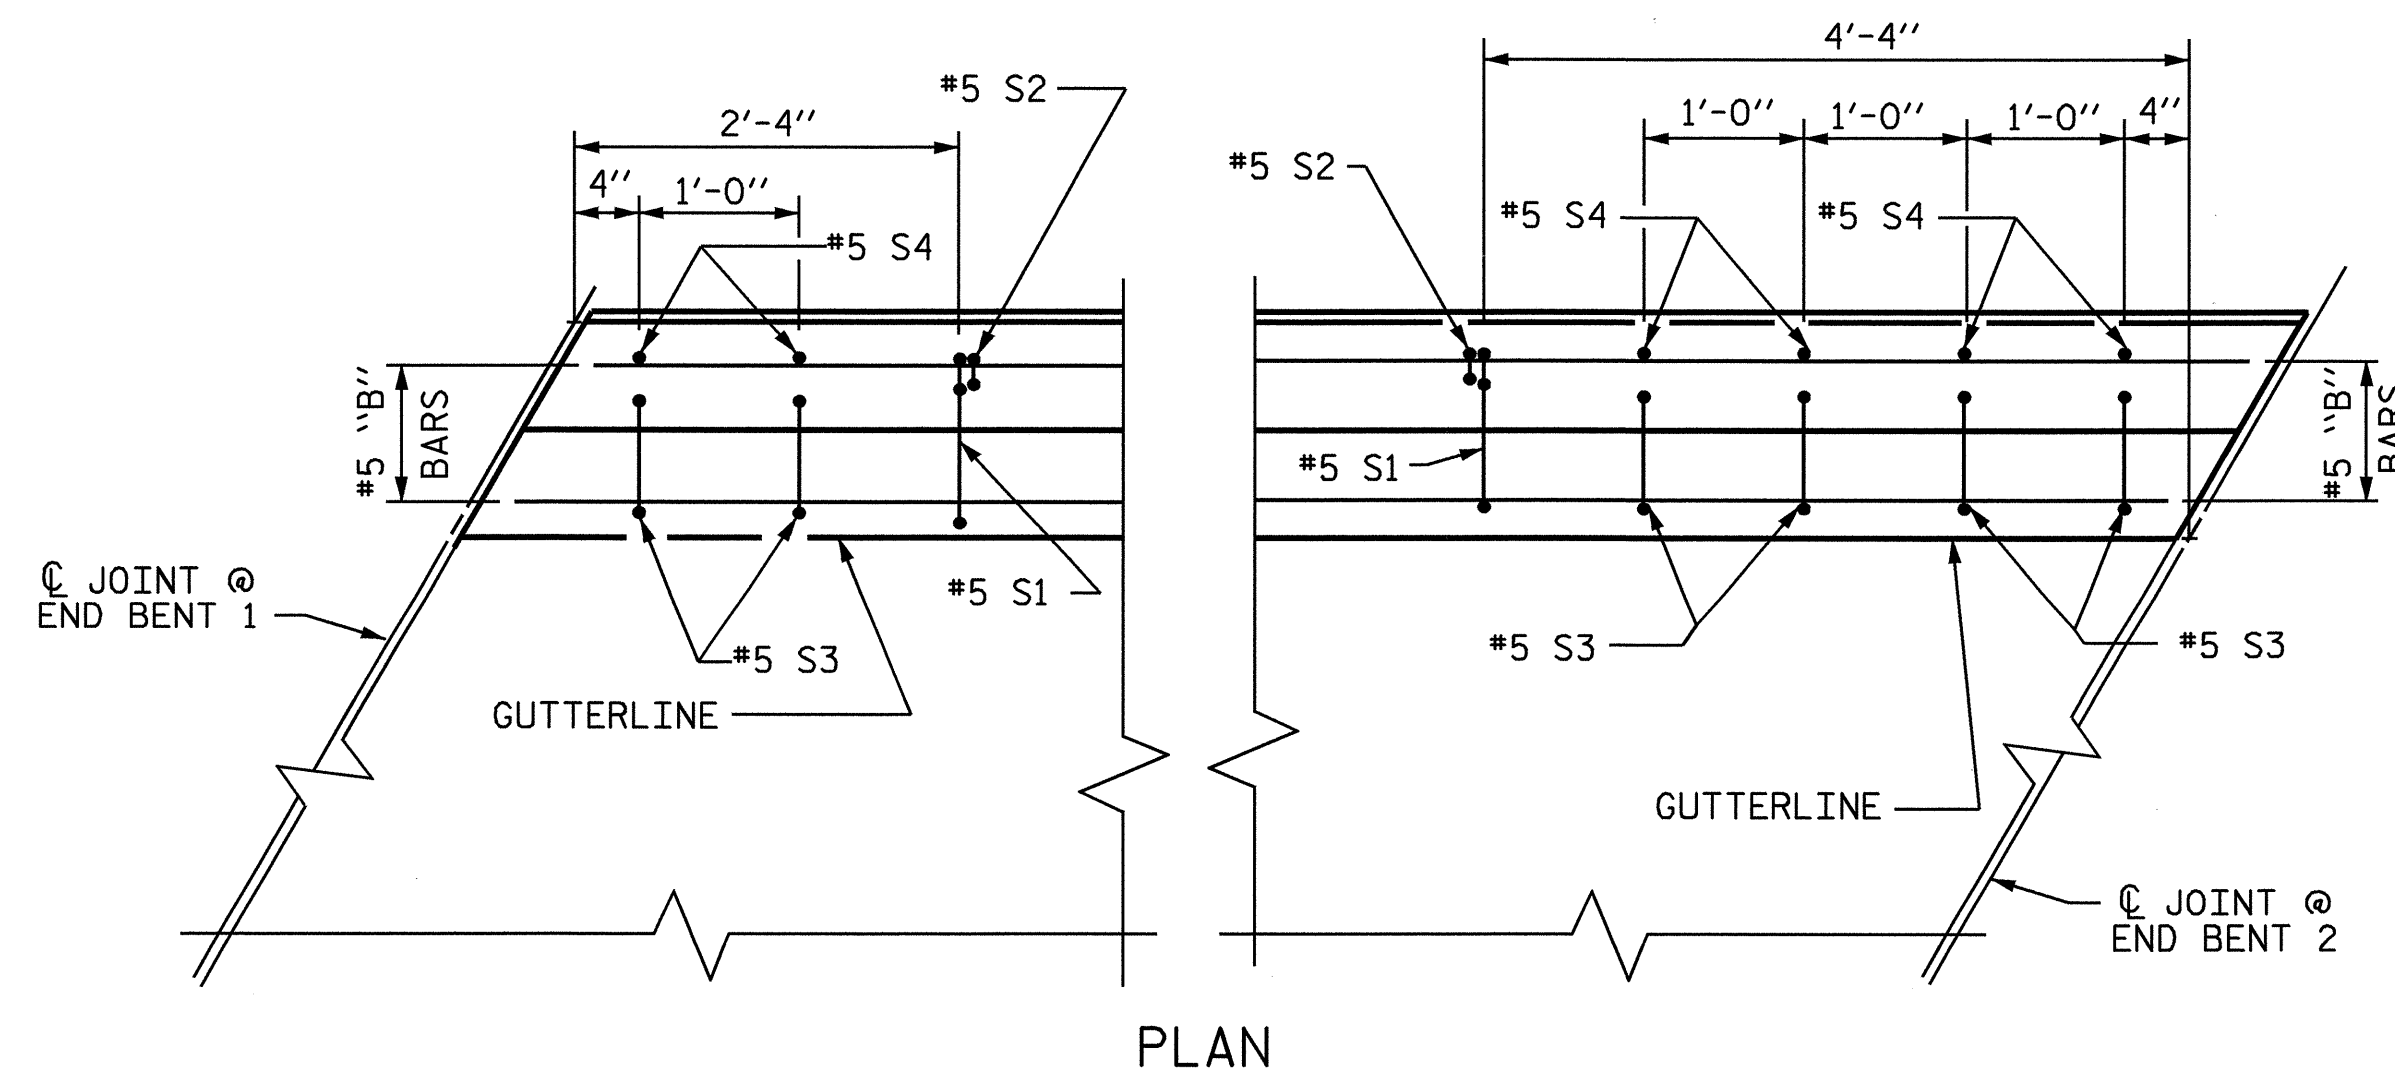 4'-4"
#5 S2
2'-4"
1'-0"
1'-0"
1'-0"
4"
#5 S2
4"
1'-0"
#5 S4
#5 S4
#5 S4
#5 "B"
BARS
#5 "B"
BARS
#5 S1
℄ JOINT @
END BENT 1
#5 S1
#5 S3
#5 S3
#5 S3
GUTTERLINE
GUTTERLINE
℄ JOINT @
END BENT 2
PLAN